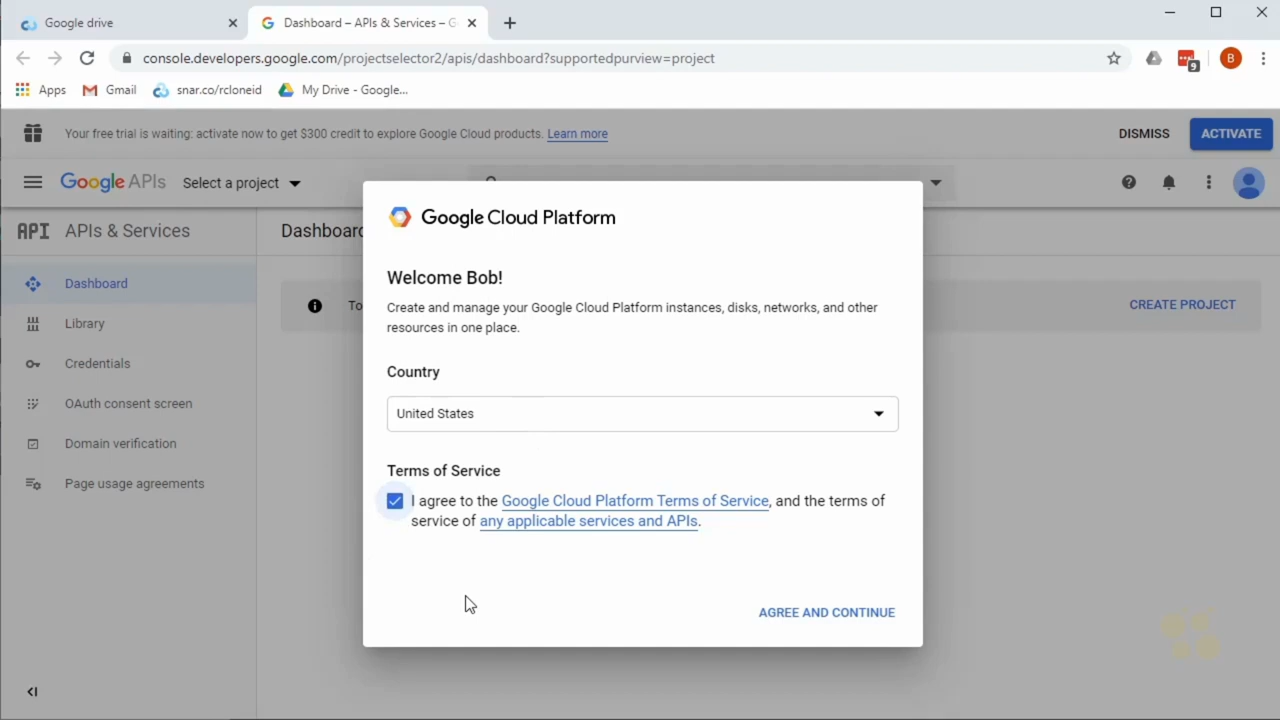 Google drive
Dashboard – APIs & Services – G
console.developers.google.com/projectselector2/apis/dashboard?supportedpurview=project
9
B
Apps
Gmail
snar.co/rcloneid
My Drive - Google...
Your free trial is waiting: activate now to get $300 credit to explore Google Cloud products. Learn more
DISMISS
ACTIVATE
Google APIs
Select a project
API APIs & Services
Dashboard
Dashboard
Library
Credentials
OAuth consent screen
Domain verification
Page usage agreements
To
CREATE PROJECT
Google Cloud Platform
Welcome Bob!
Create and manage your Google Cloud Platform instances, disks, networks, and other
resources in one place.
Country
United States
Terms of Service
I agree to the Google Cloud Platform Terms of Service, and the terms of
service of any applicable services and APIs.
AGREE AND CONTINUE